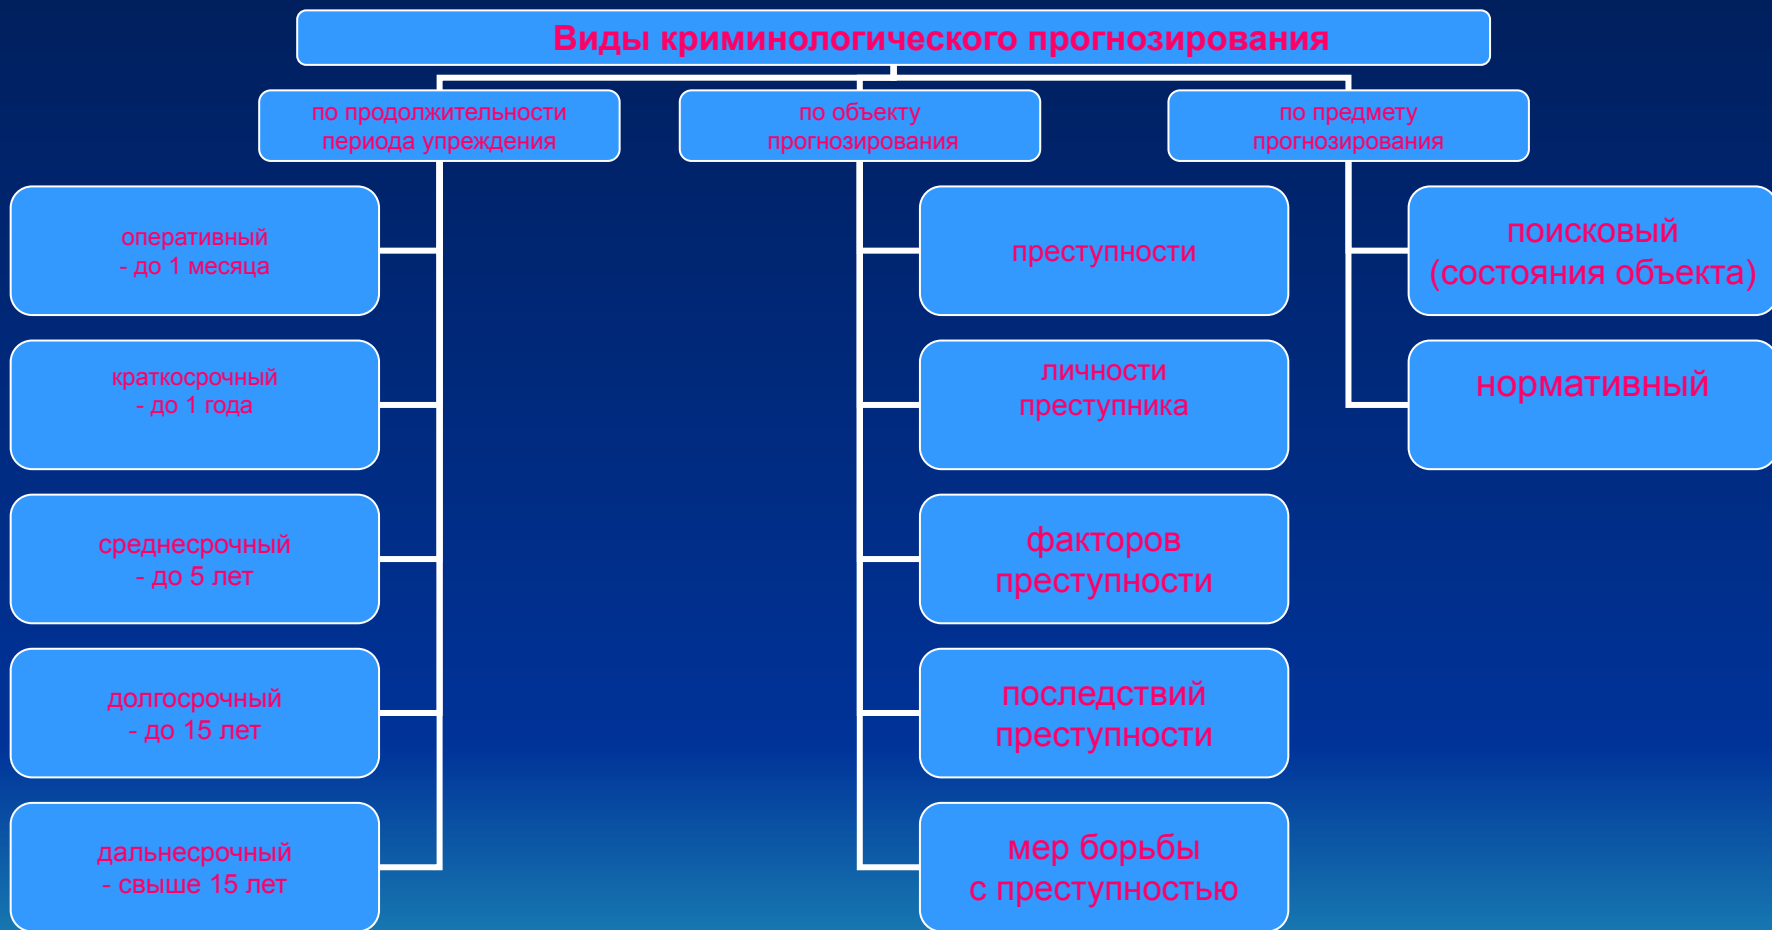 Виды криминологического прогнозирования
по продолжительности
периода упреждения
по объекту
прогнозирования
по предмету
прогнозирования
оперативный
- до 1 месяца
краткосрочный
- до 1 года
среднесрочный
- до 5 лет
долгосрочный
- до 15 лет
дальнесрочный
- свыше 15 лет
преступности
личности
преступника
факторов
преступности
последствий
преступности
мер борьбы
с преступностью
поисковый
(состояния объекта)
нормативный